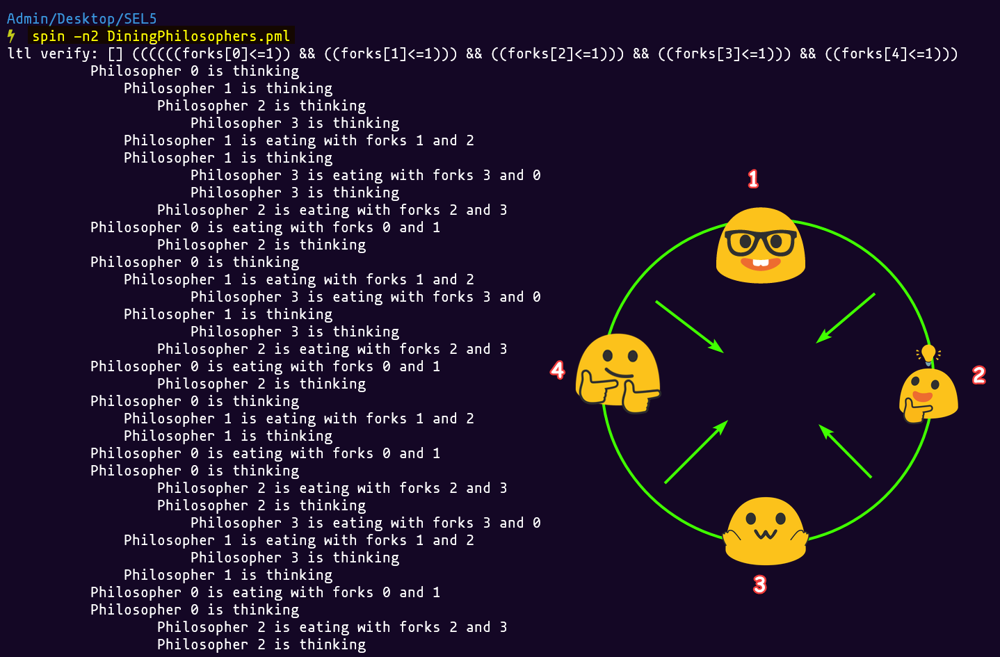 Admin/Desktop/SEL5
spin -n2 DiningPhilosophers.pml
ltl verify: [] ((((((forks[0]<=1)) && ((forks[1]<=1))) && ((forks[2]<=1))) && ((forks[3]<=1))) && ((forks[4]<=1)))
Philosopher 0 is thinking
Philosopher 1 is thinking
Philosopher 2 is thinking
Philosopher 3 is thinking
Philosopher 1 is eating with forks 1 and 2
Philosopher 1 is thinking
Philosopher 3 is eating with forks 3 and 0
Philosopher 3 is thinking
Philosopher 2 is eating with forks 2 and 3
Philosopher 0 is eating with forks 0 and 1
Philosopher 2 is thinking
Philosopher 0 is thinking
Philosopher 1 is eating with forks 1 and 2
Philosopher 3 is eating with forks 3 and 0
Philosopher 1 is thinking
Philosopher 3 is thinking
Philosopher 2 is eating with forks 2 and 3
Philosopher 0 is eating with forks 0 and 1
Philosopher 2 is thinking
Philosopher 0 is thinking
Philosopher 1 is eating with forks 1 and 2
Philosopher 1 is thinking
Philosopher 0 is eating with forks 0 and 1
Philosopher 0 is thinking
Philosopher 2 is eating with forks 2 and 3
Philosopher 2 is thinking
Philosopher 3 is eating with forks 3 and 0
Philosopher 1 is eating with forks 1 and 2
Philosopher 3 is thinking
Philosopher 1 is thinking
Philosopher 0 is eating with forks 0 and 1
Philosopher 0 is thinking
Philosopher 2 is eating with forks 2 and 3
Philosopher 2 is thinking
1
4
2
3